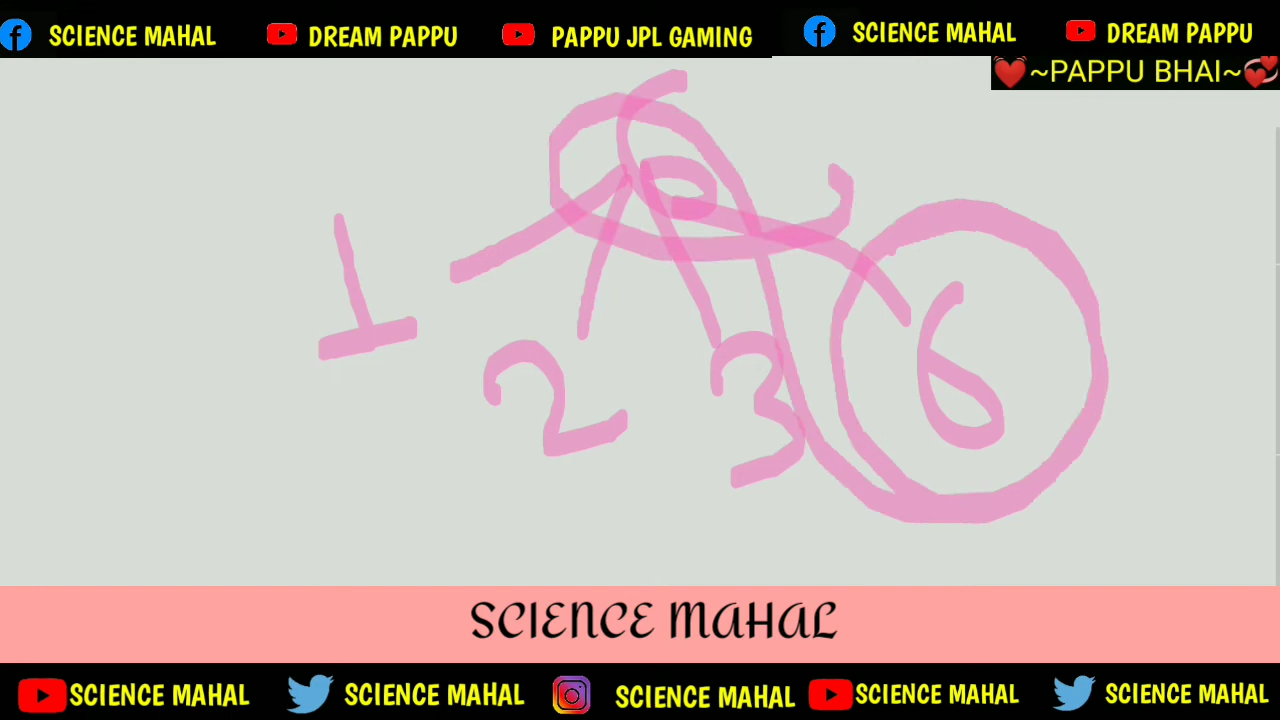 SCIENCE MAHAL DREAM PAPPU PAPPU JPL GAMING SCIENCE MAHAL DREAM PAPPU
~PAPPU BHAI~
6
1 2 3 6
SCIENCE MAHAL
SCIENCE MAHAL SCIENCE MAHAL SCIENCE MAHAL SCIENCE MAHAL SCIENCE MAHAL